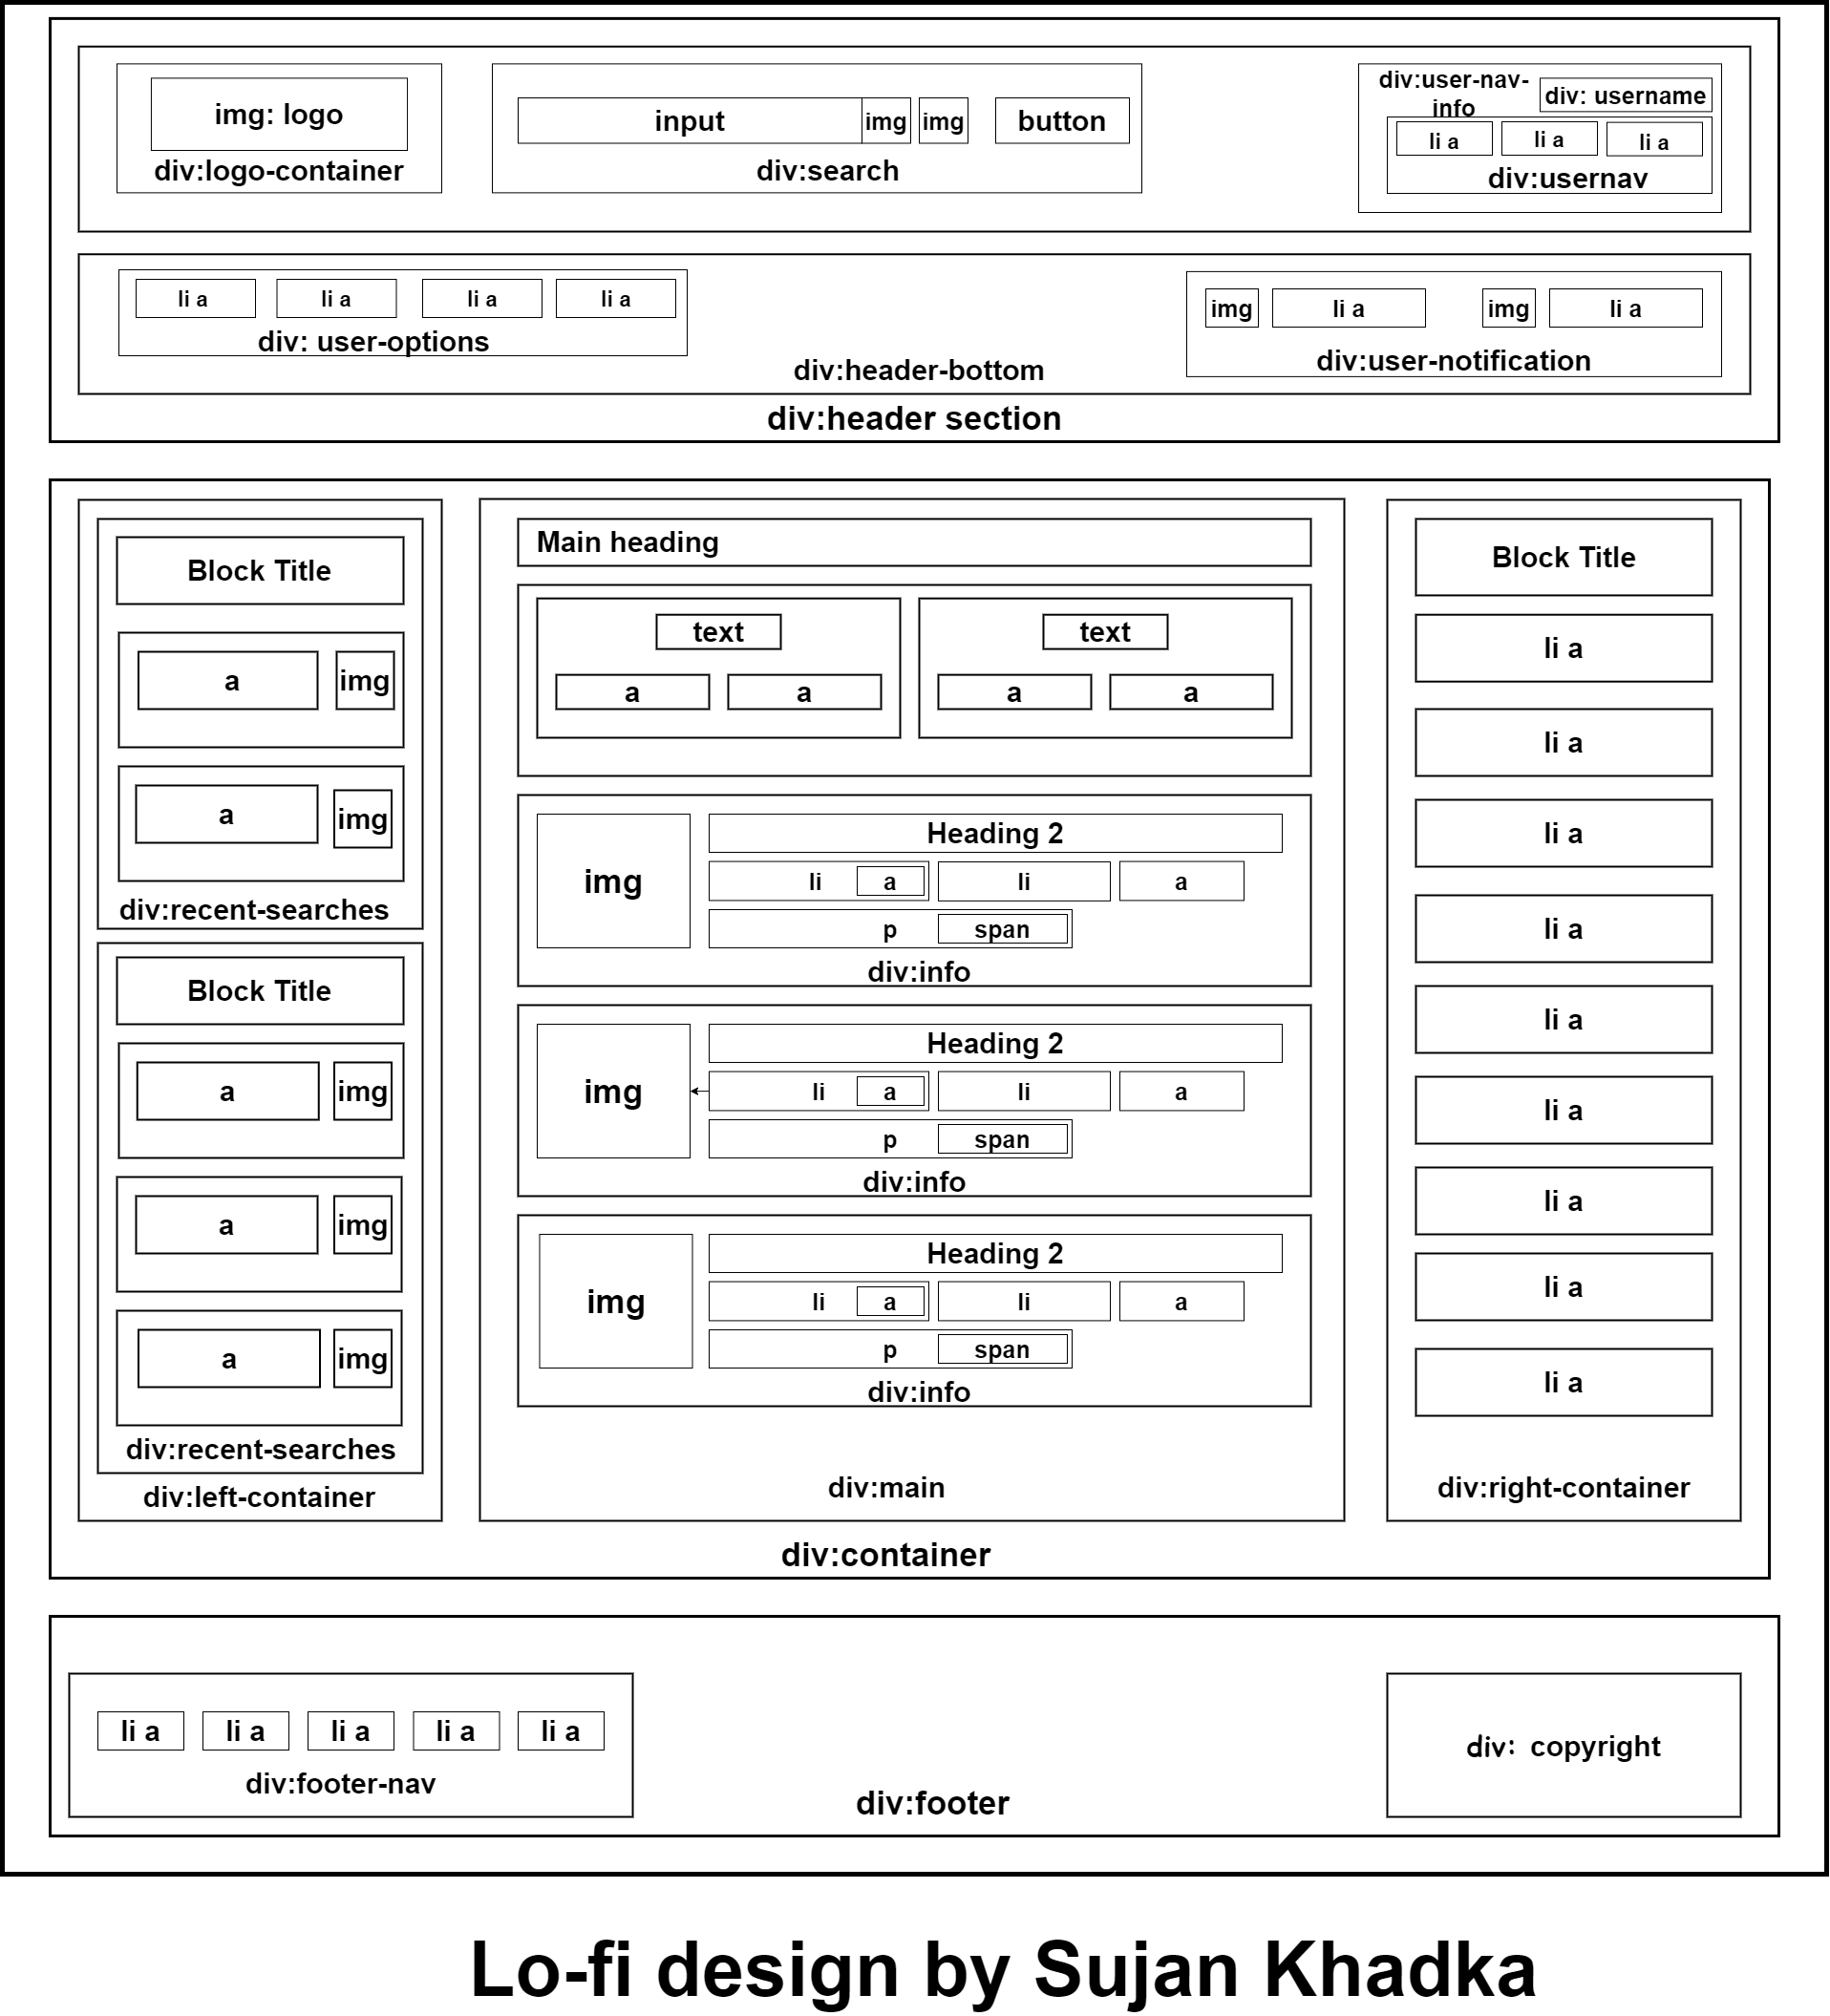 img: logo
div:logo-container
input
img
img
button
div:search
div:user-nav-
info
div: username
li a
li a
li a
div:usernav
li a
li a
li a
li a
div: user-options
img
li a
img
li a
div:user-notification
div:header-bottom
div:header section
Block Title
a
img
a
img
div:recent-searches
Block Title
a
img
a
img
a
img
div:recent-searches
div:left-container
Main heading
text
a
a
text
a
a
img
Heading 2
li
a
li
a
p
span
div:info
img
Heading 2
li
a
li
a
p
span
div:info
img
Heading 2
li
a
li
a
p
span
div:info
div:main
Block Title
li a
li a
li a
li a
li a
li a
li a
li a
li a
div:right-container
div:container
li a
li a
li a
li a
li a
div:footer-nav
div: copyright
div:footer
Lo-fi design by Sujan Khadka